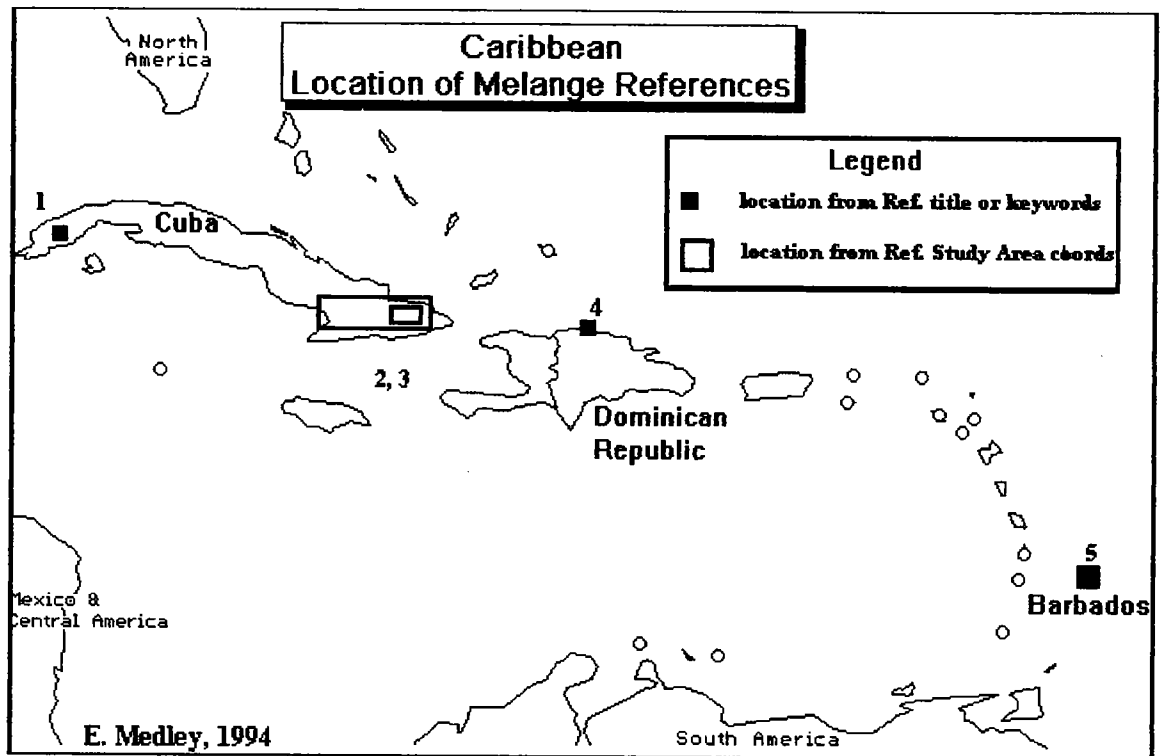 North
America
Caribbean
Location of Melange References
Legend
location from Ref. title or keywords
location from Ref. Study Area coords
1
Cuba
4
2, 3
Dominican
Republic
5
Barbados
Mexico &
Central America
E. Medley, 1994
South America